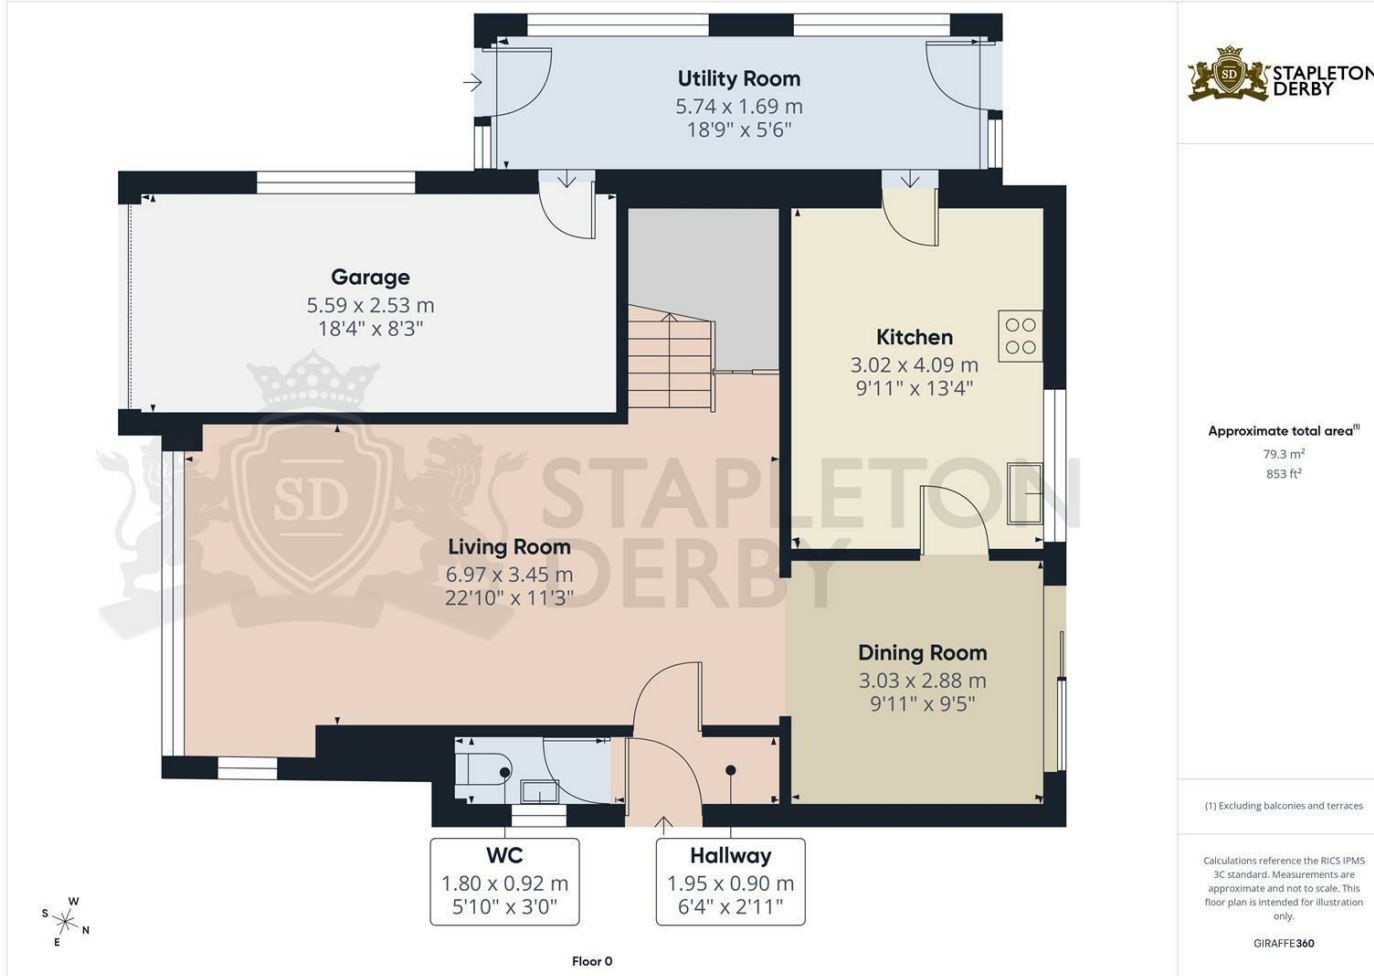 Utility Room
5.74 x 1.69 m
18'9" x 5'6"
Garage
5.59 x 2.53 m
18'4" x 8'3"
Kitchen
3.02 x 4.09 m
9'11" x 13'4"
SD
STAPLETON
DERBY
Living Room
6.97 x 3.45 m
22'10" x 11'3"
Dining Room
3.03 x 2.88 m
9'11" x 9'5"
WC
1.80 x 0.92 m
5'10" x 3'0"
Hallway
1.95 x 0.90 m
6'4" x 2'11"
W
S
N
E
Floor 0
SD
STAPLETON
DERBY
Approximate total area(1)
79.3 m²
853 ft²
(1) Excluding balconies and terraces
Calculations reference the RICS IPMS
3C standard. Measurements are
approximate and not to scale. This
floor plan is intended for illustration
only.
GIRAFFE360